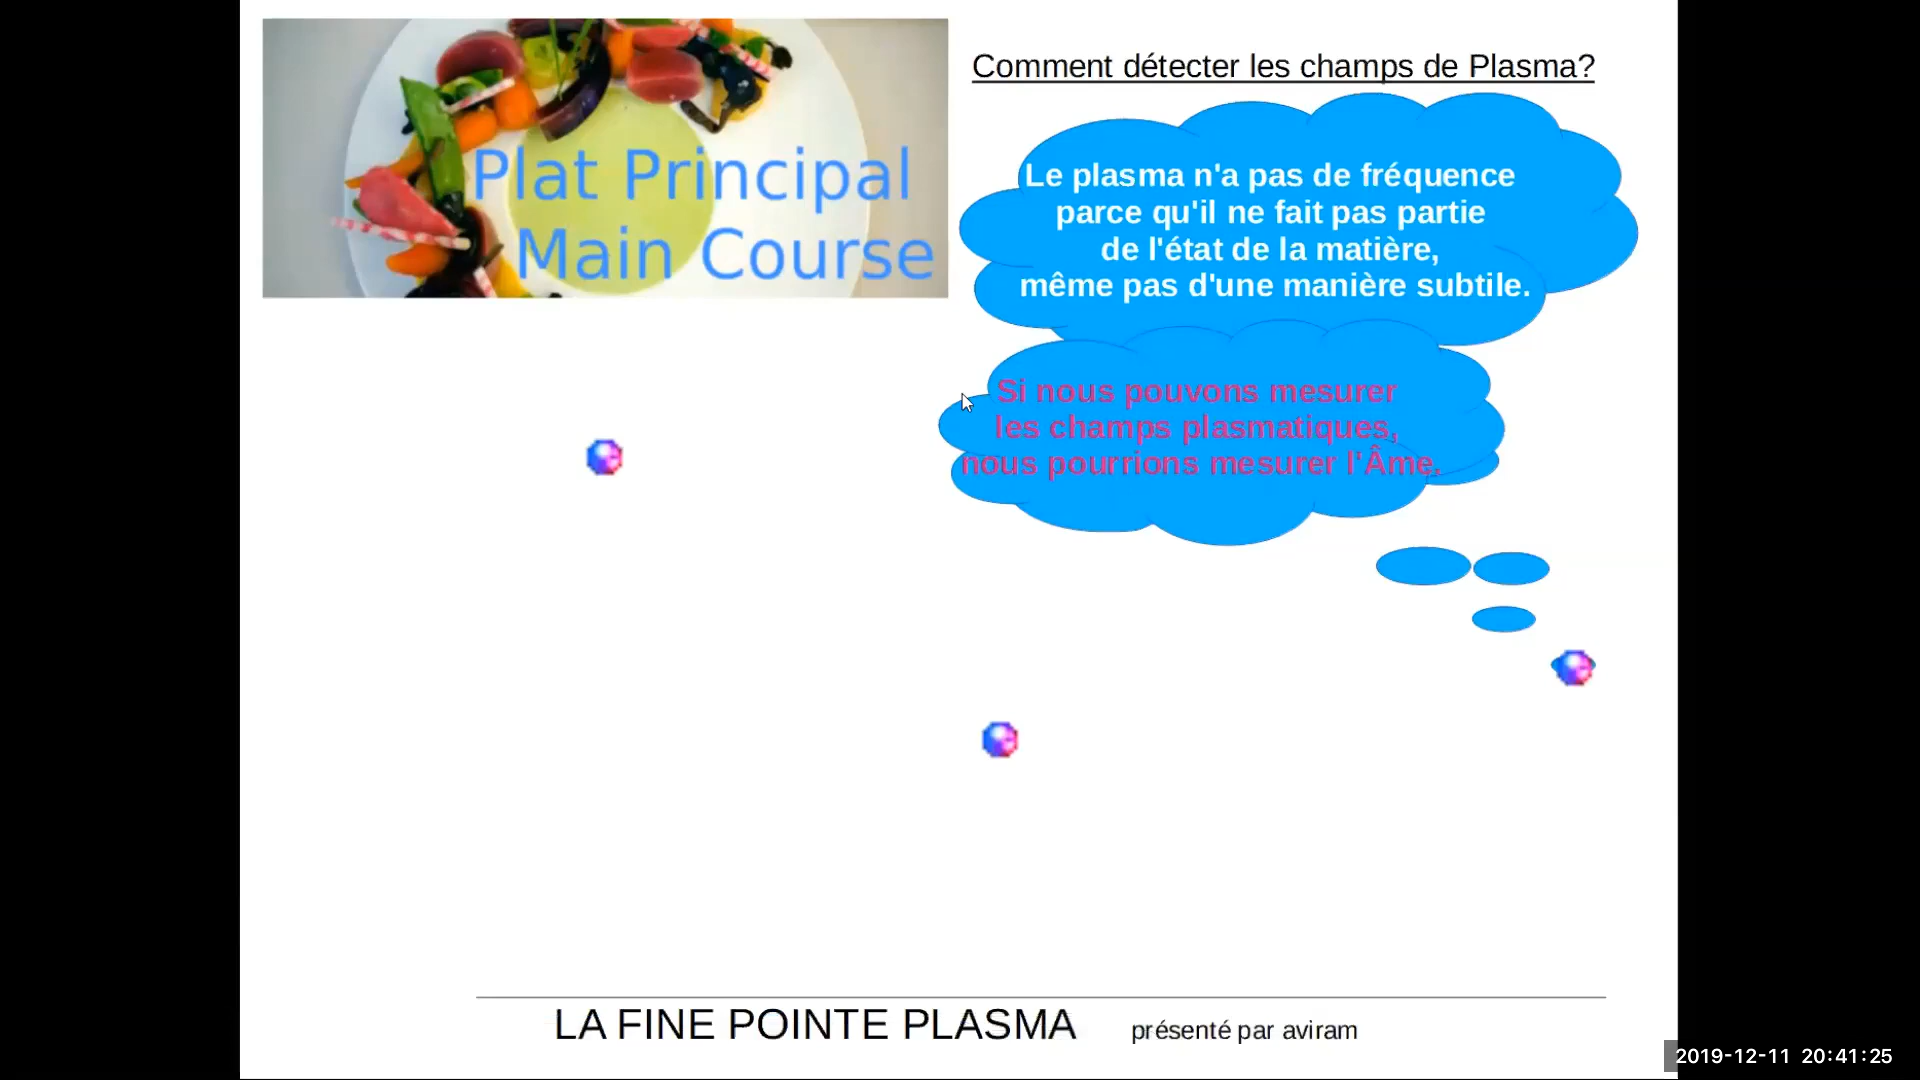 Plat Principal
Main Course
Comment détecter les champs de Plasma?
Le plasma n'a pas de fréquence
parce qu'il ne fait pas partie
de l'état de la matière,
même pas d'une manière subtile.
Si nous pouvons mesurer
les champs plasmatiques,
nous pourrions mesurer l'Âme.
LA FINE POINTE PLASMA présenté par aviram
2019-12-11 20:41:25